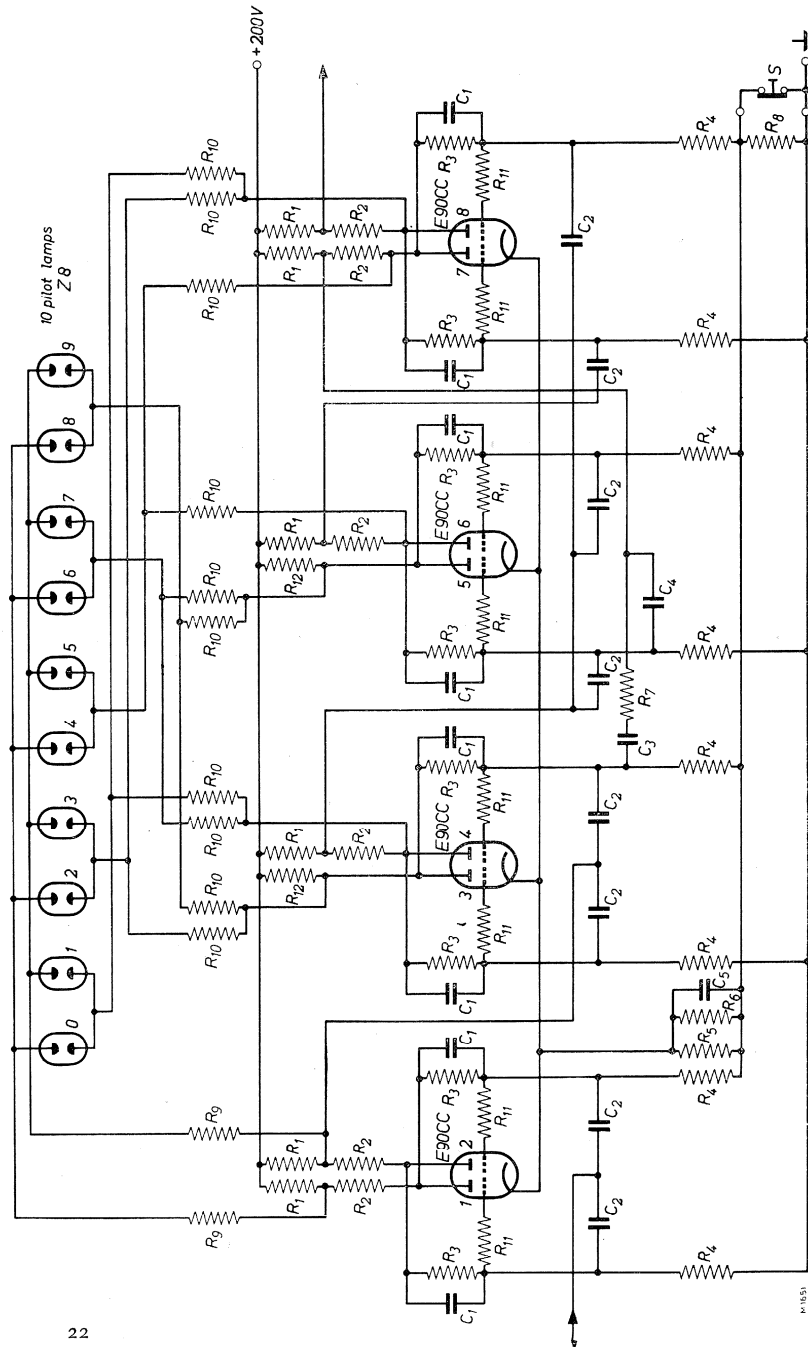 10 pilot lamps
Z8
0 1 2 3 4 5 6 7 8 9
R9 R9 R10 R10 R10 R10 R10 R10 R10 R10 R10 R10
+200V
R1 R1 R12 R1 R12 R1 R1 R1
R2 R2 R2 R2 R2 R2
E90CC E90CC E90CC E90CC
C1 R3 R3 C1 C1 R3 R3 C1 C1 R3 R3 C1 C1 R3 R3 C1
1 2 3 4 5 6 7 8
R11 R11 R11 R11 R11 R11 R11 R11
C2 C2 C2 C2 C2 C2 C2 C2
C3 R7 C4
R4 R4 R4 R4 R4 R4 R4 R4
R5 R6 C5
R8 S
M1651
22